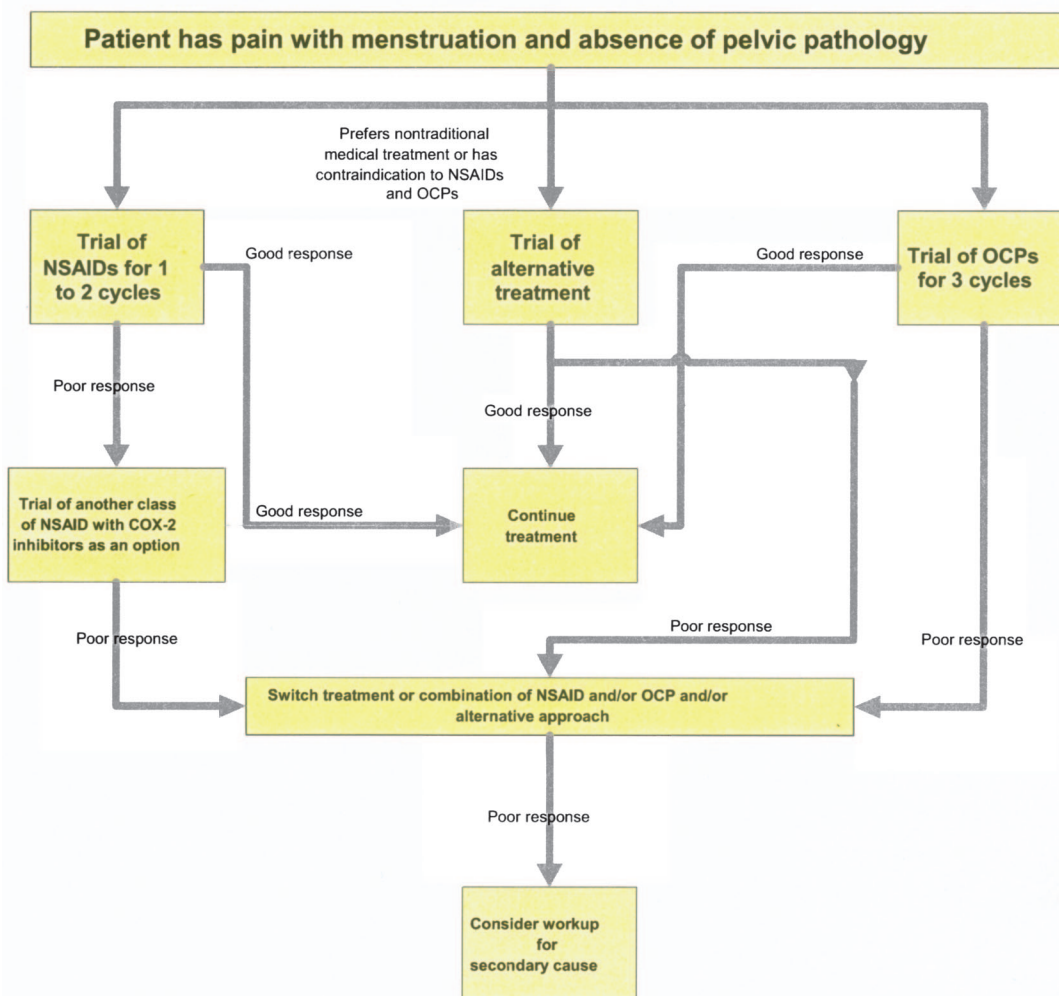 Patient has pain with menstruation and absence of pelvic pathology
Prefers nontraditional
medical treatment or has
contraindication to NSAIDs
and OCPs
Trial of
NSAIDs for 1
to 2 cycles
Good response
Trial of
alternative
treatment
Good response
Trial of OCPs
for 3 cycles
Poor response
Good response
Trial of another class
of NSAID with COX-2
inhibitors as an option
Good response
Continue
treatment
Poor response
Poor response
Poor response
Switch treatment or combination of NSAID and/or OCP and/or
alternative approach
Poor response
Consider workup
for
secondary cause